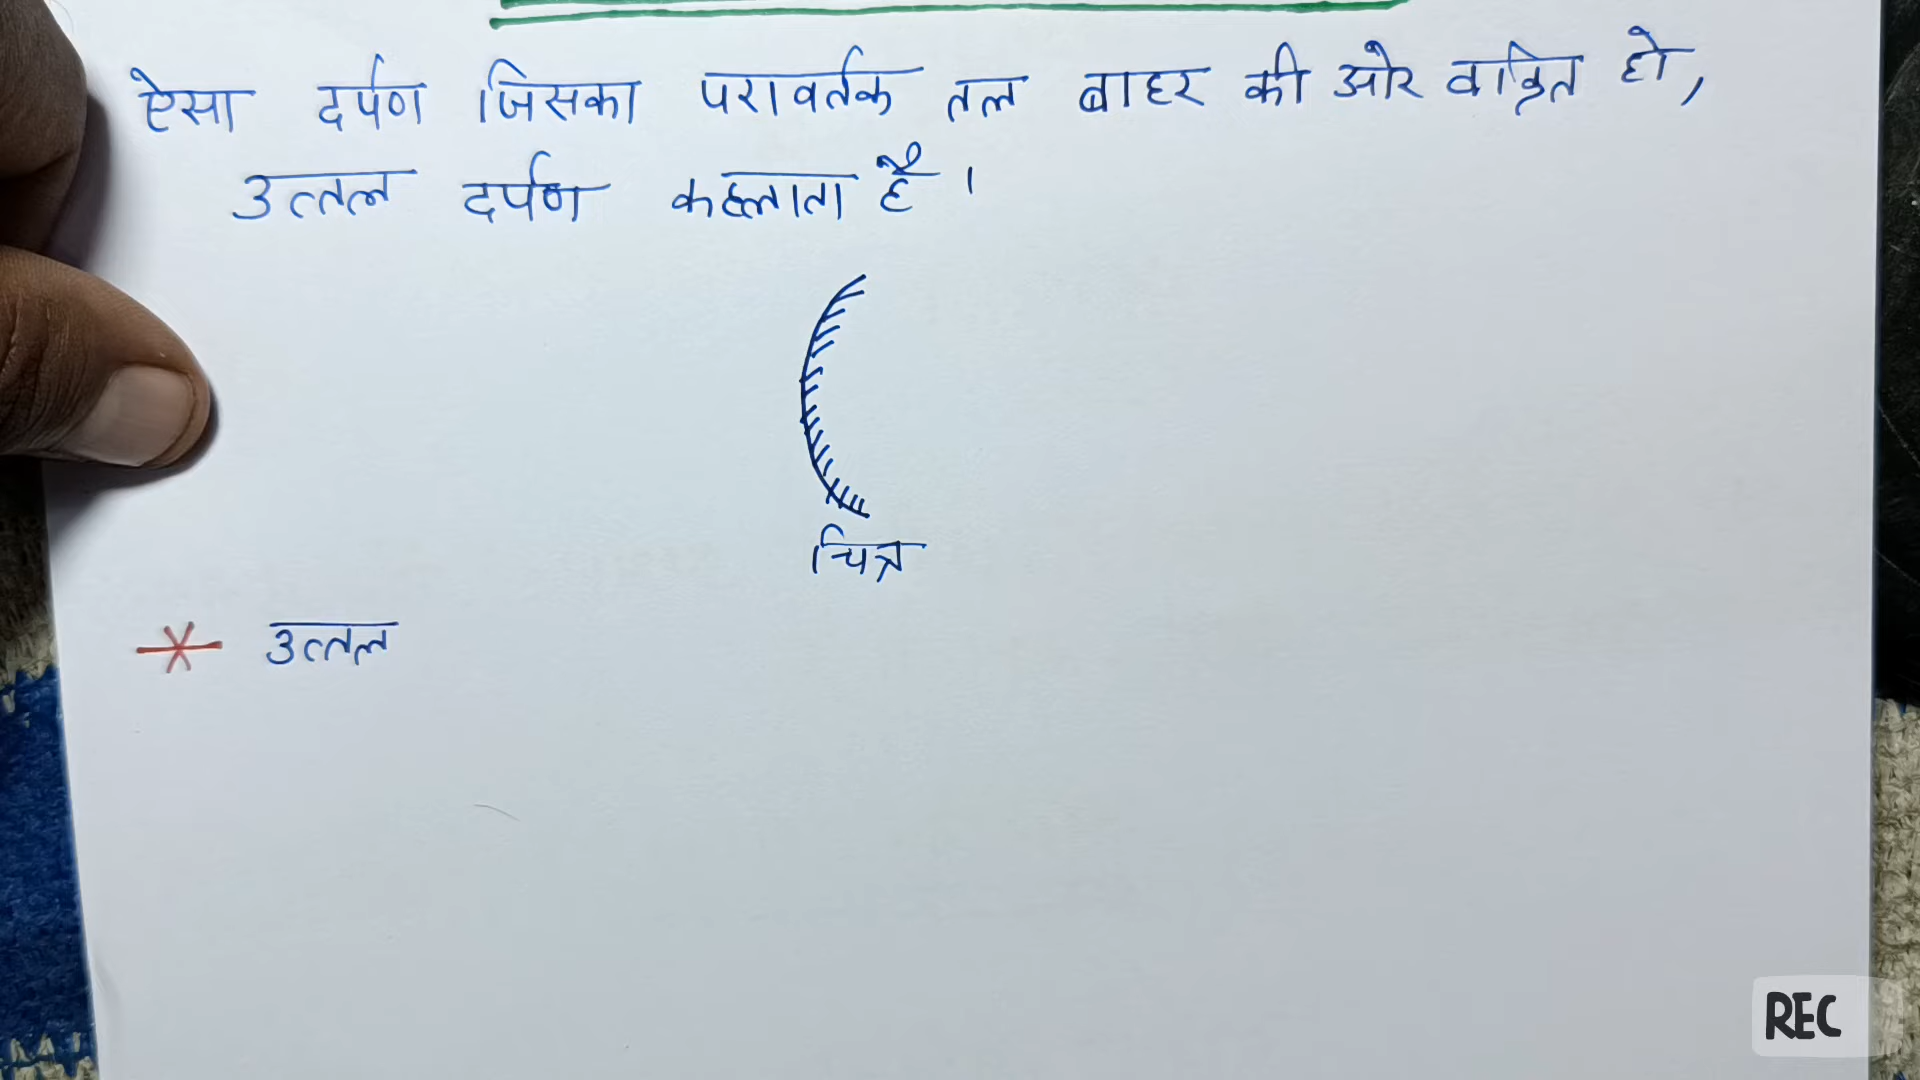 ऐसा दर्पण जिसका परावर्तक तल बाहर की ओर वक्रित हो,
उत्तल दर्पण कहलाता है ।
चित्र
* उत्तल
REC